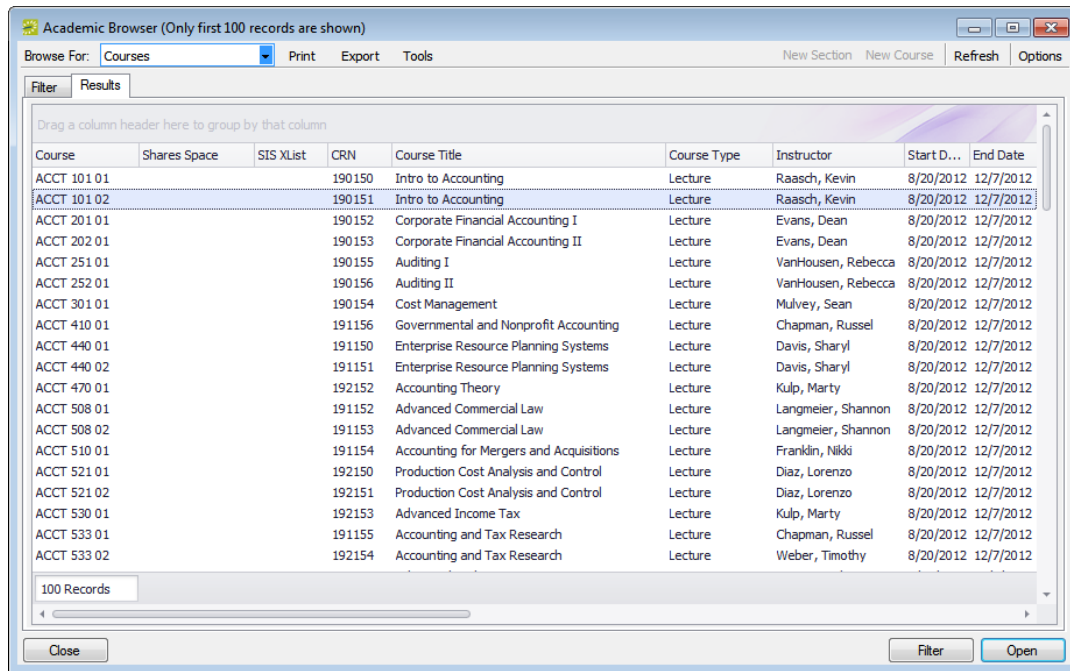 Academic Browser (Only first 100 records are shown)
Browse For: Courses Print Export Tools New Section New Course Refresh Options
Filter Results
Drag a column header here to group by that column
Course Shares Space SIS XList CRN Course Title Course Type Instructor Start D... End Date
ACCT 101 01 190150 Intro to Accounting Lecture Raasch, Kevin 8/20/2012 12/7/2012
ACCT 101 02 190151 Intro to Accounting Lecture Raasch, Kevin 8/20/2012 12/7/2012
ACCT 201 01 190152 Corporate Financial Accounting I Lecture Evans, Dean 8/20/2012 12/7/2012
ACCT 202 01 190153 Corporate Financial Accounting II Lecture Evans, Dean 8/20/2012 12/7/2012
ACCT 251 01 190155 Auditing I Lecture VanHousen, Rebecca 8/20/2012 12/7/2012
ACCT 252 01 190156 Auditing II Lecture VanHousen, Rebecca 8/20/2012 12/7/2012
ACCT 301 01 190154 Cost Management Lecture Mulvey, Sean 8/20/2012 12/7/2012
ACCT 410 01 191156 Governmental and Nonprofit Accounting Lecture Chapman, Russel 8/20/2012 12/7/2012
ACCT 440 01 191150 Enterprise Resource Planning Systems Lecture Davis, Sharyl 8/20/2012 12/7/2012
ACCT 440 02 191151 Enterprise Resource Planning Systems Lecture Davis, Sharyl 8/20/2012 12/7/2012
ACCT 470 01 192152 Accounting Theory Lecture Kulp, Marty 8/20/2012 12/7/2012
ACCT 508 01 191152 Advanced Commercial Law Lecture Langmeier, Shannon 8/20/2012 12/7/2012
ACCT 508 02 191153 Advanced Commercial Law Lecture Langmeier, Shannon 8/20/2012 12/7/2012
ACCT 510 01 191154 Accounting for Mergers and Acquisitions Lecture Franklin, Nikki 8/20/2012 12/7/2012
ACCT 521 01 192150 Production Cost Analysis and Control Lecture Diaz, Lorenzo 8/20/2012 12/7/2012
ACCT 521 02 192151 Production Cost Analysis and Control Lecture Diaz, Lorenzo 8/20/2012 12/7/2012
ACCT 530 01 192153 Advanced Income Tax Lecture Kulp, Marty 8/20/2012 12/7/2012
ACCT 533 01 191155 Accounting and Tax Research Lecture Chapman, Russel 8/20/2012 12/7/2012
ACCT 533 02 192154 Accounting and Tax Research Lecture Weber, Timothy 8/20/2012 12/7/2012
100 Records
Close Filter Open